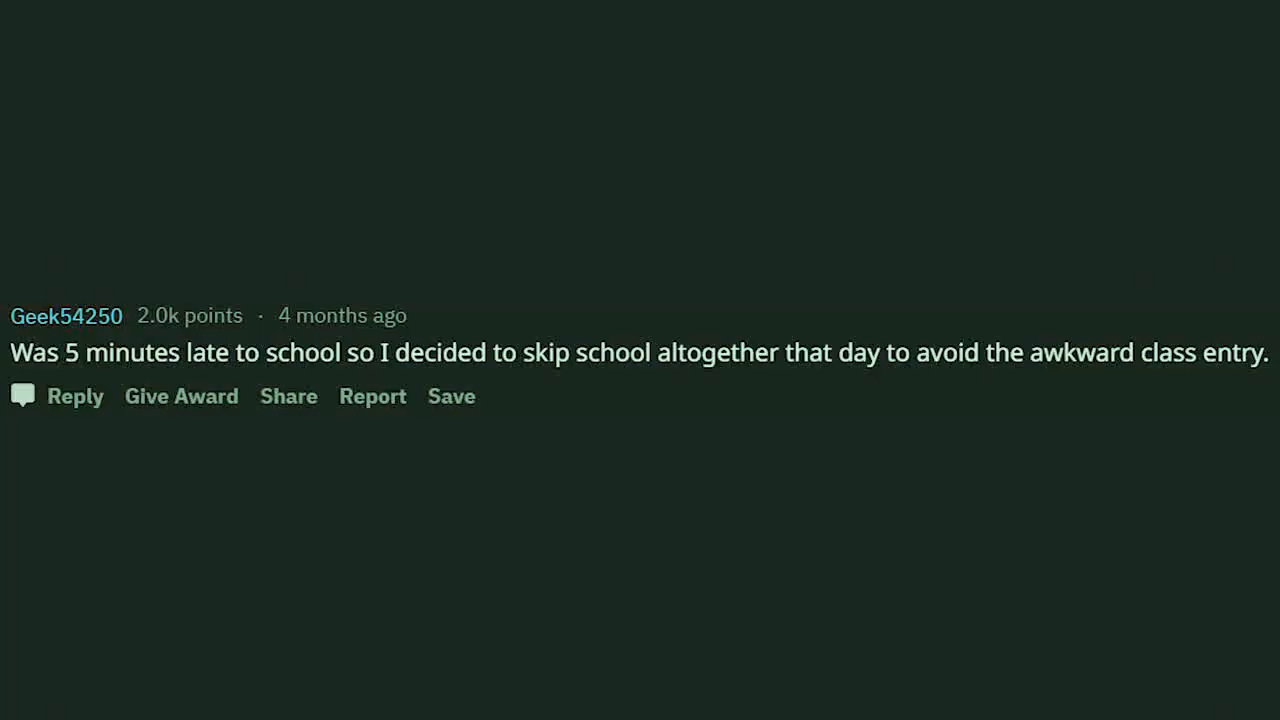 Geek54250 2.0k points · 4 months ago
Was 5 minutes late to school so I decided to skip school altogether that day to avoid the awkward class entry.
Reply Give Award Share Report Save